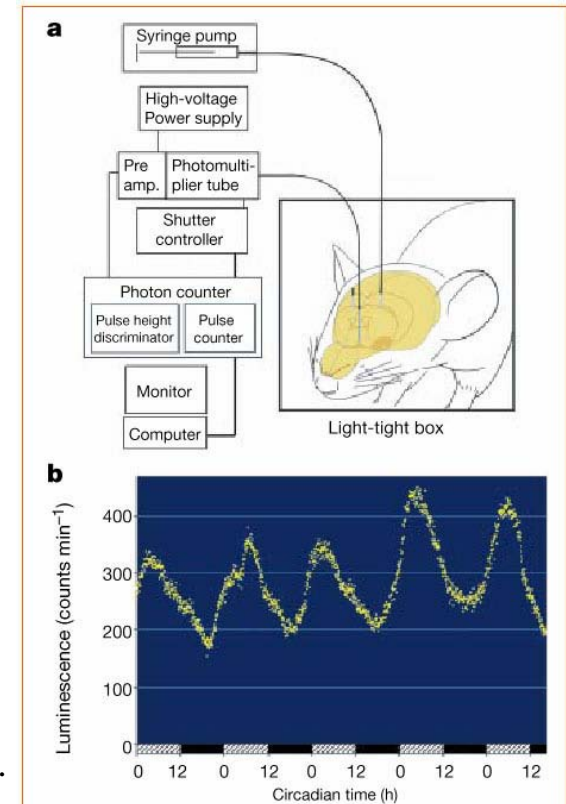 a
Syringe pump
High-voltage
Power supply
Pre
amp.
Photomulti-
plier tube
Shutter
controller
Photon counter
Pulse height
discriminator
Pulse
counter
Monitor
Computer
Light-tight box
b
Luminescence (counts min⁻¹)
400
300
200
100
0
0 12 0 12 0 12 0 12 0 12
Circadian time (h)